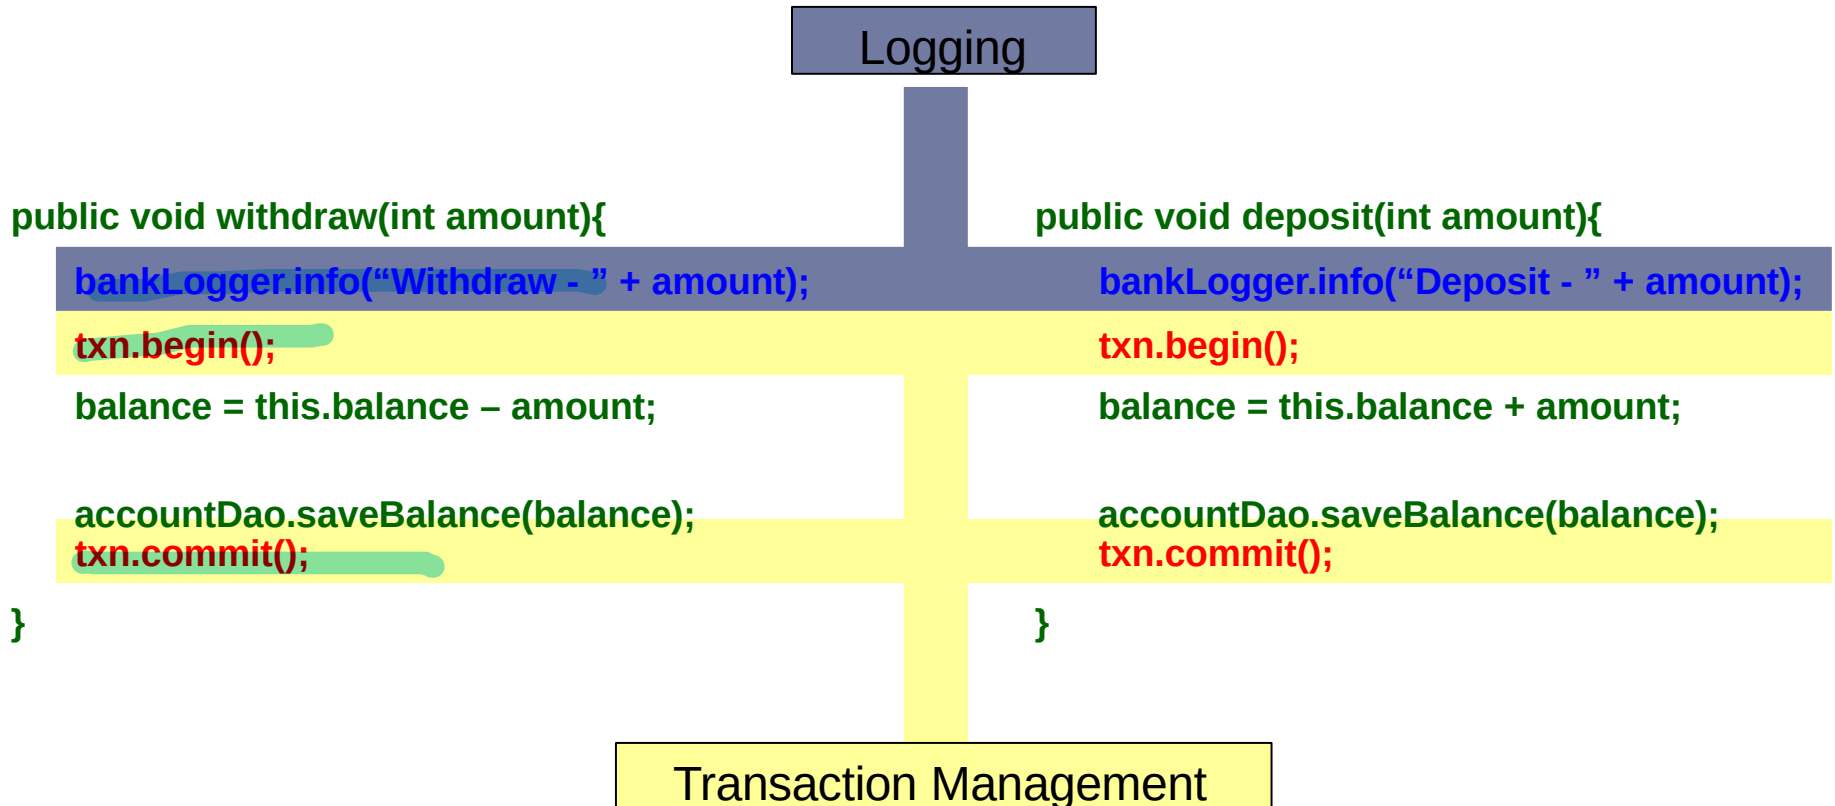 Logging
public void withdraw(int amount){
bankLogger.info(“Withdraw - ” + amount);
txn.begin();
balance = this.balance – amount;
accountDao.saveBalance(balance);
txn.commit();
}
public void deposit(int amount){
bankLogger.info(“Deposit - ” + amount);
txn.begin();
balance = this.balance + amount;
accountDao.saveBalance(balance);
txn.commit();
}
Transaction Management